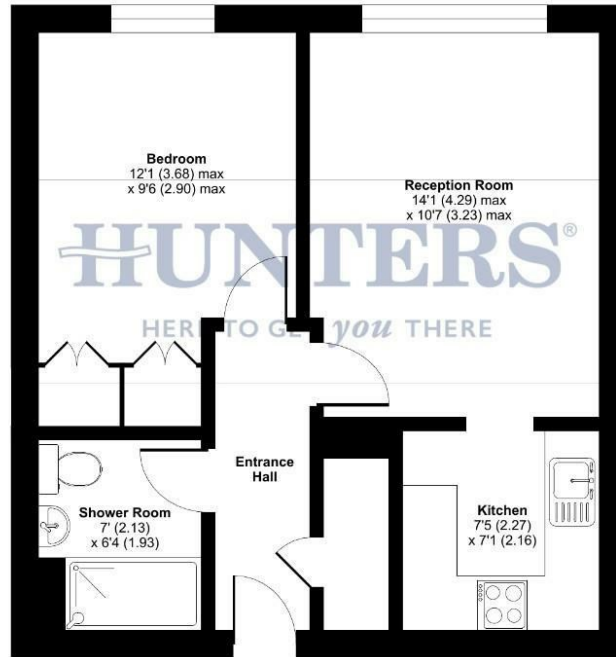 Bedroom
12'1 (3.68) max
x 9'6 (2.90) max
Reception Room
14'1 (4.29) max
x 10'7 (3.23) max
HUNTERS®
HERE TO GET you THERE
Entrance
Hall
Shower Room
7' (2.13)
x 6'4 (1.93)
Kitchen
7'5 (2.27)
x 7'1 (2.16)